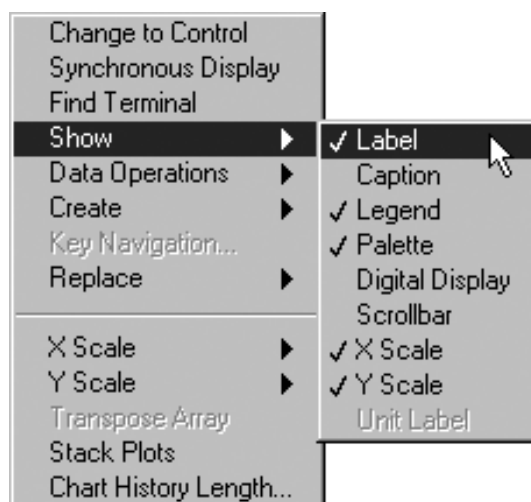 Change to Control
Synchronous Display
Find Terminal
Show
Data Operations
Create
Key Navigation...
Replace
X Scale
Y Scale
Transpose Array
Stack Plots
Chart History Length...
Label
Caption
Legend
Palette
Digital Display
Scrollbar
X Scale
Y Scale
Unit Label